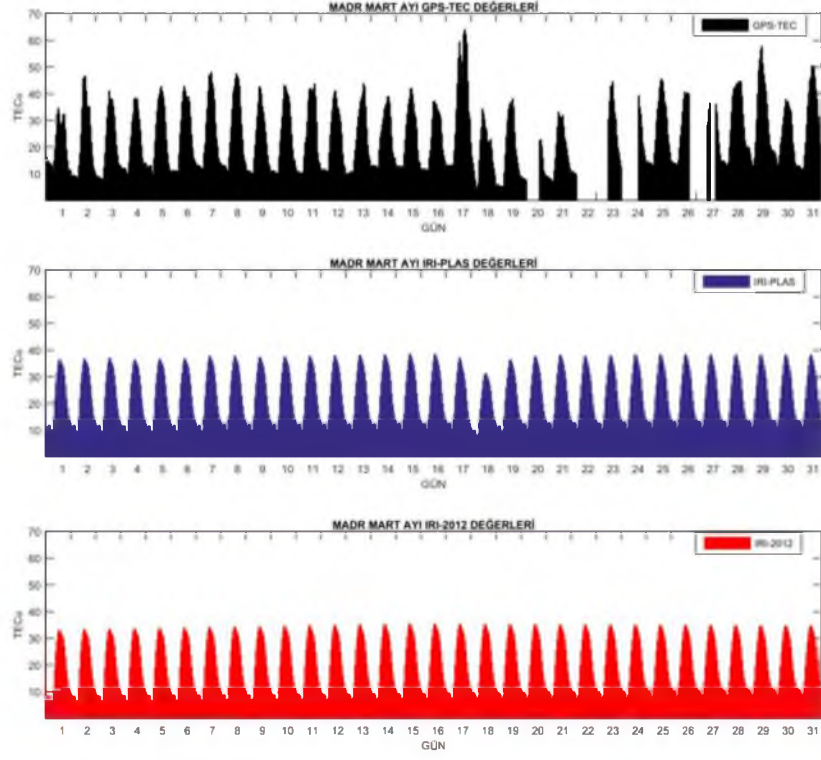 MADR MART AYI GPS-TEC DEĞERLERİ
GPS-TEC
70
60
50
40
30
20
10
TECu
1 2 3 4 5 6 7 8 9 10 11 12 13 14 15 16 17 18 19 20 21 22 23 24 25 26 27 28 29 30 31
GÜN
MADR MART AYI IRI-PLAS DEĞERLERİ
IRI-PLAS
70
60
50
40
30
20
10
TECu
1 2 3 4 5 6 7 8 9 10 11 12 13 14 15 16 17 18 19 20 21 22 23 24 25 26 27 28 29 30 31
GÜN
MADR MART AYI IRI-2012 DEĞERLERİ
IRI-2012
70
60
50
40
30
20
10
TECu
1 2 3 4 5 6 7 8 9 10 11 12 13 14 15 16 17 18 19 20 21 22 23 24 25 26 27 28 29 30 31
GÜN